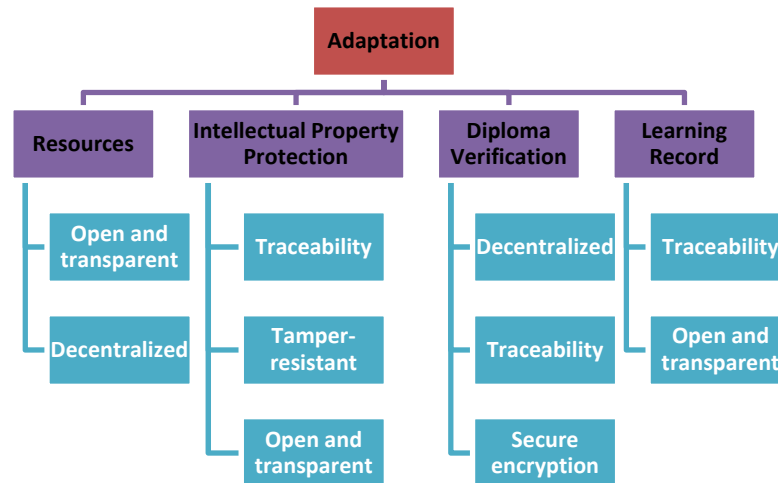 Adaptation
Resources
Intellectual Property
Protection
Diploma
Verification
Learning
Record
Open and
transparent
Decentralized
Traceability
Tamper-
resistant
Open and
transparent
Decentralized
Traceability
Secure
encryption
Traceability
Open and
transparent